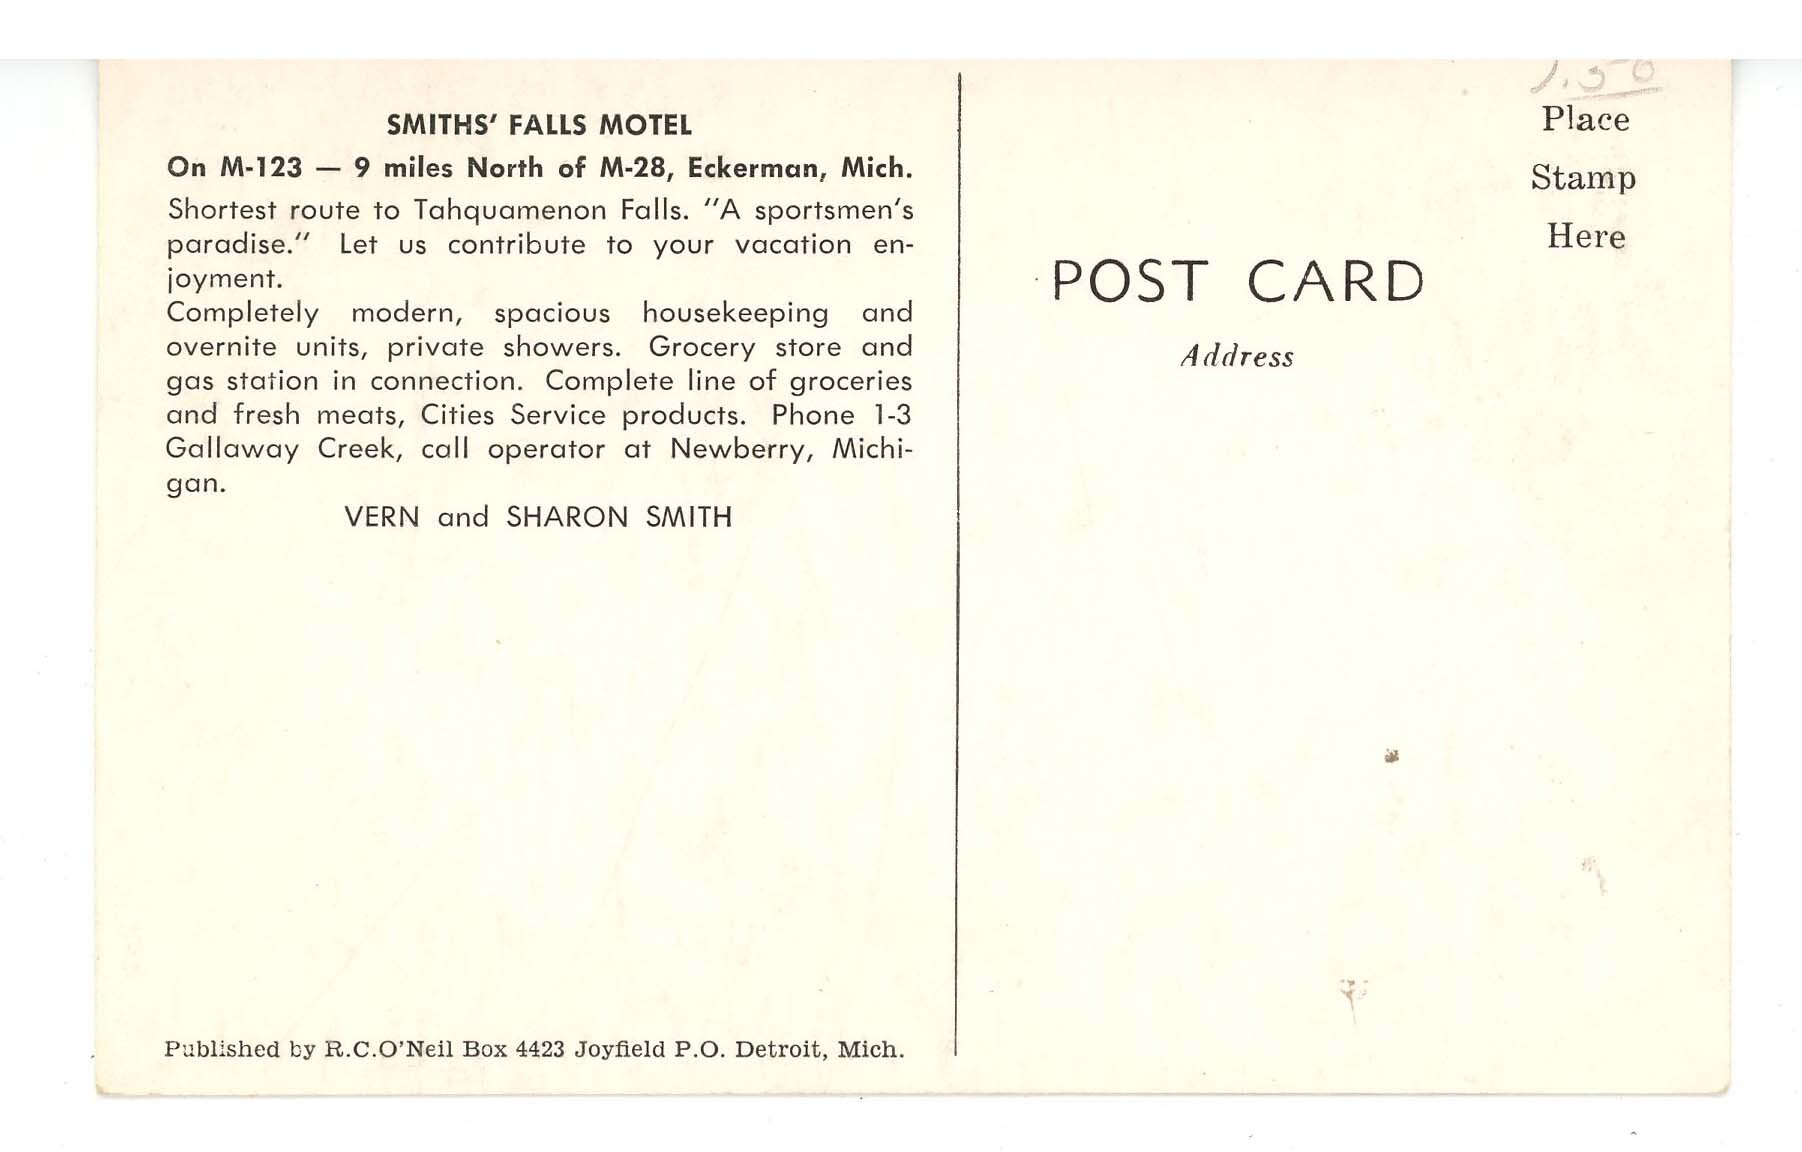 SMITHS' FALLS MOTEL
On M-123 — 9 miles North of M-28, Eckerman, Mich.
Shortest route to Tahquamenon Falls. "A sportsmen's
paradise." Let us contribute to your vacation en-
joyment.
Completely modern, spacious housekeeping and
overnite units, private showers. Grocery store and
gas station in connection. Complete line of groceries
and fresh meats, Cities Service products. Phone 1-3
Gallaway Creek, call operator at Newberry, Michi-
gan.
VERN and SHARON SMITH
Published by R.C.O'Neil Box 4423 Joyfield P.O. Detroit, Mich.
1.50
Place
Stamp
Here
POST CARD
Address